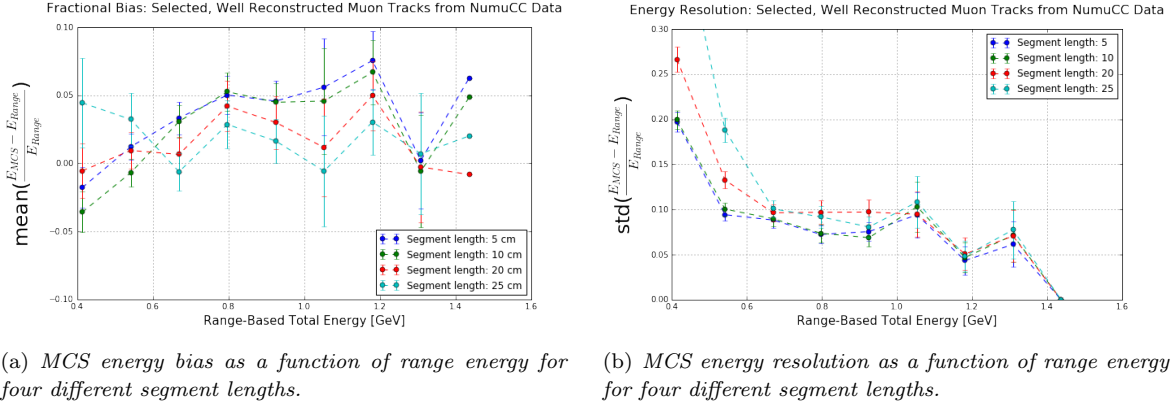 Fractional Bias: Selected, Well Reconstructed Muon Tracks from NumuCC Data
0.10
0.05
0.00
−0.05
−0.10
mean((E_MCS − E_Range)/E_Range)
Segment length: 5 cm
Segment length: 10 cm
Segment length: 20 cm
Segment length: 25 cm
0.4 0.6 0.8 1.0 1.2 1.4 1.6
Range-Based Total Energy [GeV]
(a) MCS energy bias as a function of range energy for
four different segment lengths.
Energy Resolution: Selected, Well Reconstructed Muon Tracks from NumuCC Data
0.30
0.25
0.20
0.15
0.10
0.05
0.00
std((E_MCS − E_Range)/E_Range)
Segment length: 5
Segment length: 10
Segment length: 20
Segment length: 25
0.4 0.6 0.8 1.0 1.2 1.4 1.6
Range-Based Total Energy [GeV]
(b) MCS energy resolution as a function of range energy
for four different segment lengths.